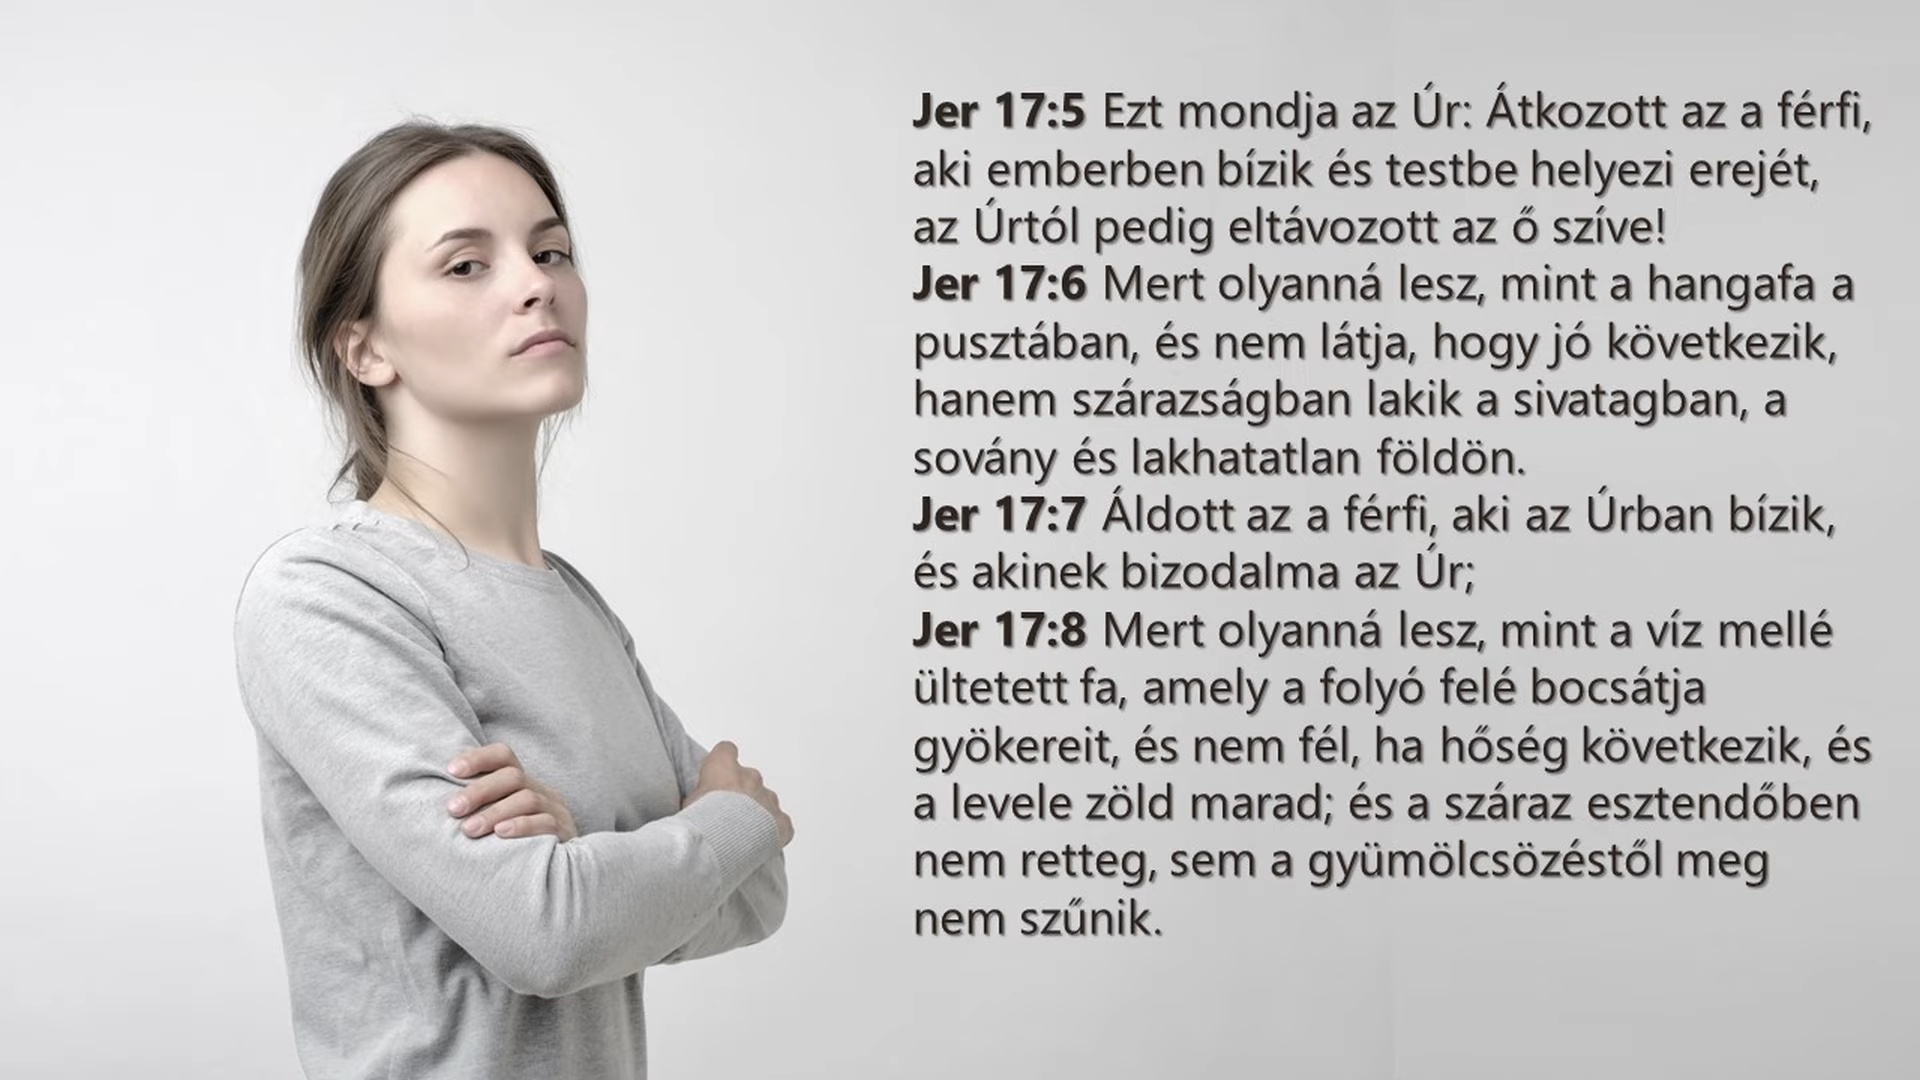 Jer 17:5 Ezt mondja az Úr: Átkozott az a férfi,
aki emberben bízik és testbe helyezi erejét,
az Úrtól pedig eltávozott az ő szíve!
Jer 17:6 Mert olyanná lesz, mint a hangafa a
pusztában, és nem látja, hogy jó következik,
hanem szárazságban lakik a sivatagban, a
sovány és lakhatatlan földön.
Jer 17:7 Áldott az a férfi, aki az Úrban bízik,
és akinek bizodalma az Úr;
Jer 17:8 Mert olyanná lesz, mint a víz mellé
ültetett fa, amely a folyó felé bocsátja
gyökereit, és nem fél, ha hőség következik, és
a levele zöld marad; és a száraz esztendőben
nem retteg, sem a gyümölcsözéstől meg
nem szűnik.